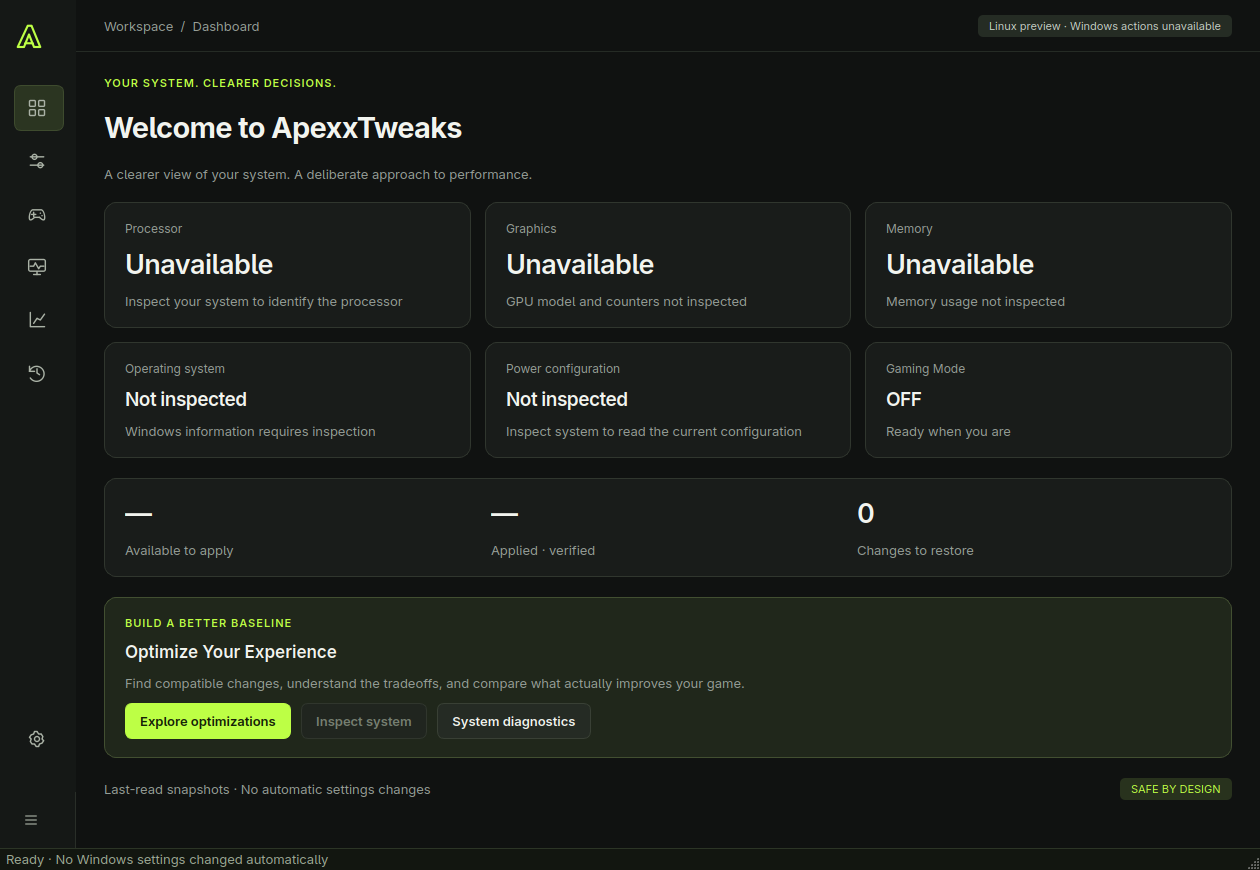 Workspace / Dashboard
Linux preview · Windows actions unavailable
YOUR SYSTEM. CLEARER DECISIONS.
Welcome to ApexxTweaks
A clearer view of your system. A deliberate approach to performance.
Processor
Unavailable
Inspect your system to identify the processor
Graphics
Unavailable
GPU model and counters not inspected
Memory
Unavailable
Memory usage not inspected
Operating system
Not inspected
Windows information requires inspection
Power configuration
Not inspected
Inspect system to read the current configuration
Gaming Mode
OFF
Ready when you are
—
Available to apply
—
Applied · verified
0
Changes to restore
BUILD A BETTER BASELINE
Optimize Your Experience
Find compatible changes, understand the tradeoffs, and compare what actually improves your game.
Explore optimizations
Inspect system
System diagnostics
Last-read snapshots · No automatic settings changes
SAFE BY DESIGN
Ready · No Windows settings changed automatically